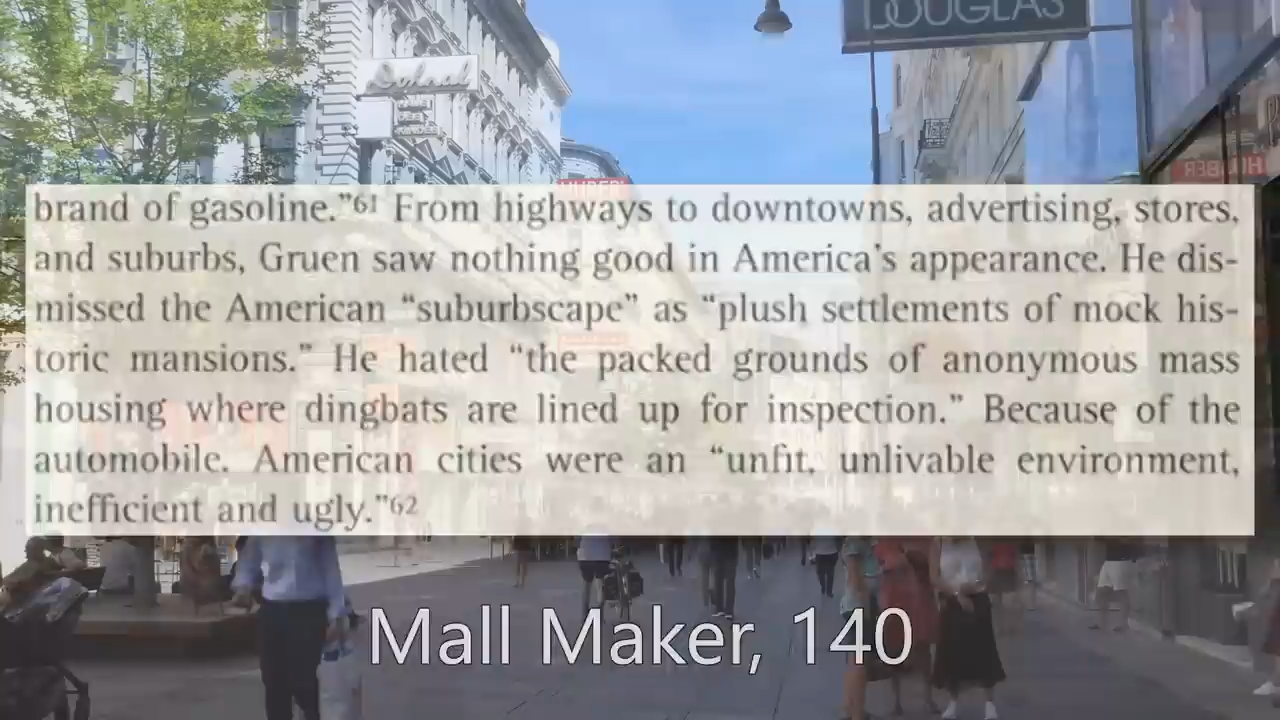 DOUGLAS
HUBER
brand of gasoline.”61 From highways to downtowns, advertising, stores,
and suburbs, Gruen saw nothing good in America’s appearance. He dis-
missed the American “suburbscape” as “plush settlements of mock his-
toric mansions.” He hated “the packed grounds of anonymous mass
housing where dingbats are lined up for inspection.” Because of the
automobile. American cities were an “unfit, unlivable environment,
inefficient and ugly.”62
Mall Maker, 140